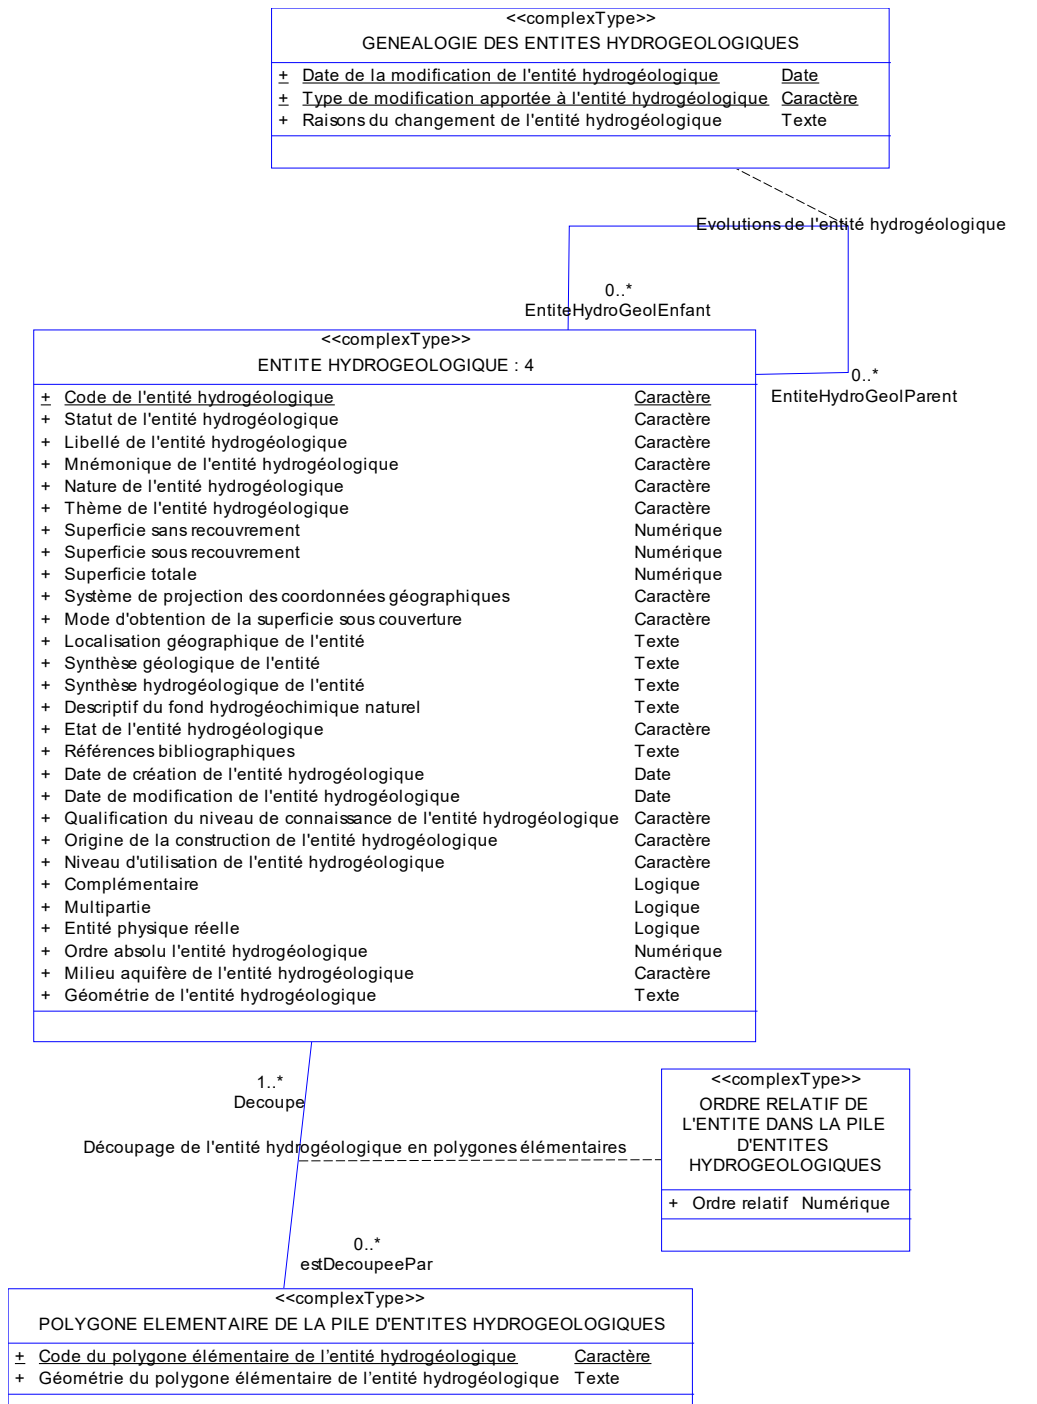 <<complexType>>
GENEALOGIE DES ENTITES HYDROGEOLOGIQUES
+ Date de la modification de l'entité hydrogéologique Date
+ Type de modification apportée à l'entité hydrogéologique Caractère
+ Raisons du changement de l'entité hydrogéologique Texte
Evolutions de l'entité hydrogéologique
0..*
EntiteHydroGeolEnfant
<<complexType>>
ENTITE HYDROGEOLOGIQUE : 4
0..*
EntiteHydroGeolParent
+ Code de l'entité hydrogéologique Caractère
+ Statut de l'entité hydrogéologique Caractère
+ Libellé de l'entité hydrogéologique Caractère
+ Mnémonique de l'entité hydrogéologique Caractère
+ Nature de l'entité hydrogéologique Caractère
+ Thème de l'entité hydrogéologique Caractère
+ Superficie sans recouvrement Numérique
+ Superficie sous recouvrement Numérique
+ Superficie totale Numérique
+ Système de projection des coordonnées géographiques Caractère
+ Mode d'obtention de la superficie sous couverture Caractère
+ Localisation géographique de l'entité Texte
+ Synthèse géologique de l'entité Texte
+ Synthèse hydrogéologique de l'entité Texte
+ Descriptif du fond hydrogéochimique naturel Texte
+ Etat de l'entité hydrogéologique Caractère
+ Références bibliographiques Texte
+ Date de création de l'entité hydrogéologique Date
+ Date de modification de l'entité hydrogéologique Date
+ Qualification du niveau de connaissance de l'entité hydrogéologique Caractère
+ Origine de la construction de l'entité hydrogéologique Caractère
+ Niveau d'utilisation de l'entité hydrogéologique Caractère
+ Complémentaire Logique
+ Multipartie Logique
+ Entité physique réelle Logique
+ Ordre absolu l'entité hydrogéologique Numérique
+ Milieu aquifère de l'entité hydrogéologique Caractère
+ Géométrie de l'entité hydrogéologique Texte
1..*
Decoupe
Découpage de l'entité hydrogéologique en polygones élémentaires
<<complexType>>
ORDRE RELATIF DE
L'ENTITE DANS LA PILE
D'ENTITES
HYDROGEOLOGIQUES
+ Ordre relatif Numérique
0..*
estDecoupeePar
<<complexType>>
POLYGONE ELEMENTAIRE DE LA PILE D'ENTITES HYDROGEOLOGIQUES
+ Code du polygone élémentaire de l’entité hydrogéologique Caractère
+ Géométrie du polygone élémentaire de l’entité hydrogéologique Texte